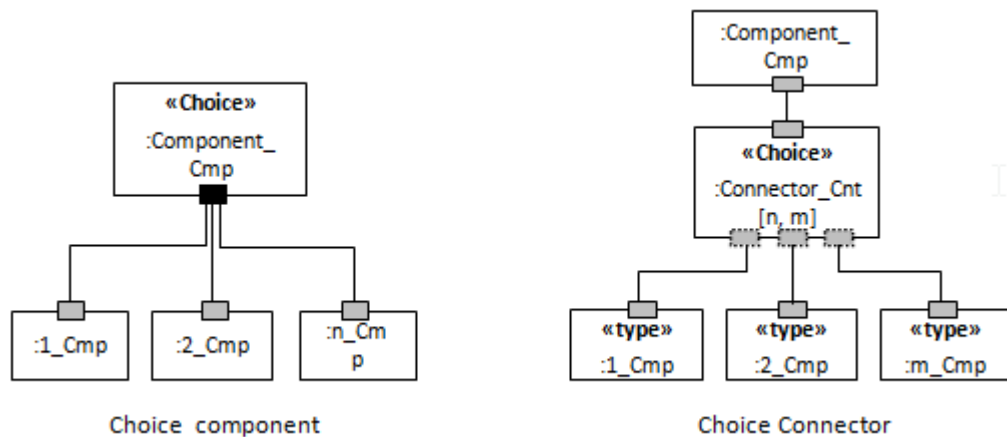 «Choice»
:Component_
Cmp
:1_Cmp
:2_Cmp
:n_Cm
p
Choice component
:Component_
Cmp
«Choice»
:Connector_Cnt
[n, m]
«type»
:1_Cmp
«type»
:2_Cmp
«type»
:m_Cmp
Choice Connector